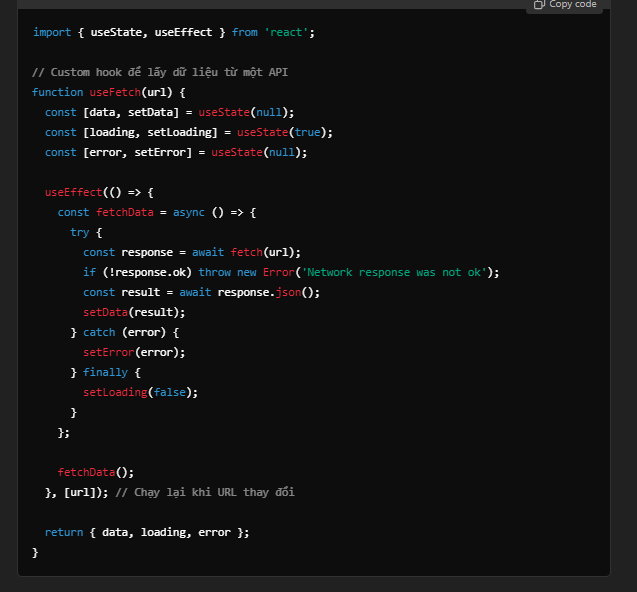 Copy code
import { useState, useEffect } from 'react';
// Custom hook để lấy dữ liệu từ một API
function useFetch(url) {
const [data, setData] = useState(null);
const [loading, setLoading] = useState(true);
const [error, setError] = useState(null);
useEffect(() => {
const fetchData = async () => {
try {
const response = await fetch(url);
if (!response.ok) throw new Error('Network response was not ok');
const result = await response.json();
setData(result);
} catch (error) {
setError(error);
} finally {
setLoading(false);
}
};
fetchData();
}, [url]); // Chạy lại khi URL thay đổi
return { data, loading, error };
}